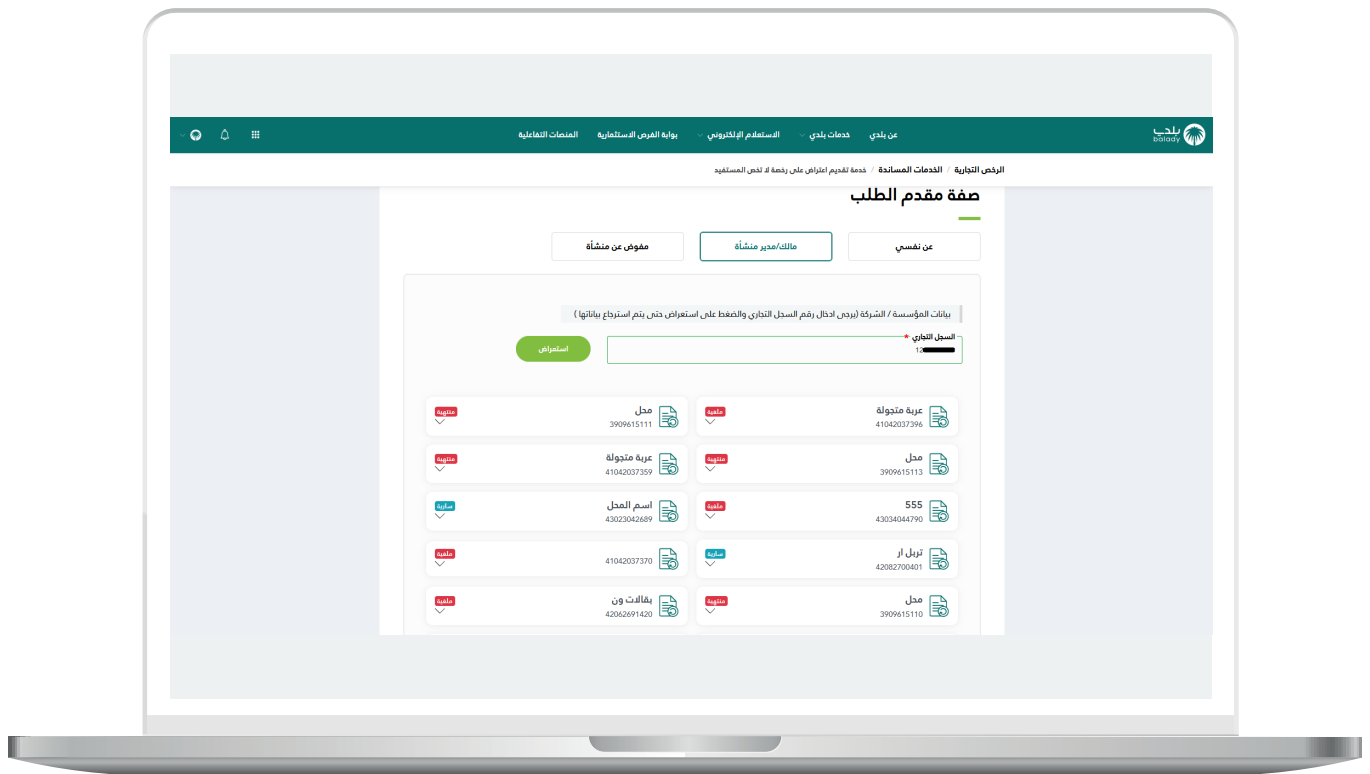 بلدي
balady
عن بلدي
خدمات بلدي
الاستعلام الإلكتروني
بوابة الفرص الاستثمارية
المنصات التفاعلية
الرخص التجارية / الخدمات المساندة / خدمة تقديم اعتراض على رخصة لا تخص المستفيد
صفة مقدم الطلب
عن نفسي
مالك/مدير منشأة
مفوض عن منشأة
بيانات المؤسسة / الشركة (يرجى ادخال رقم السجل التجاري والضغط على استعراض حتى يتم استرجاع بياناتها )
السجل التجاري *
12
استعراض
عربة متجولة
41042037396
ملغية
محل
3909615111
منتهية
محل
3909615113
منتهية
عربة متجولة
41042037359
منتهية
555
43034044790
ملغية
اسم المحل
43023042689
سارية
تربل ار
42082700401
سارية
41042037370
ملغية
محل
3909615110
منتهية
بقالات ون
42062691420
ملغية